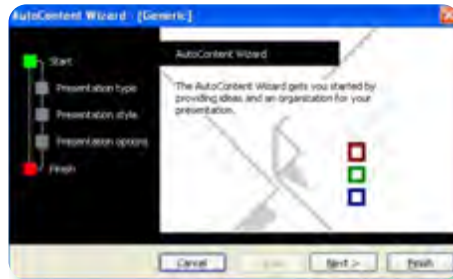 AutoContent Wizard - [Generic]
Start
Presentation type
Presentation style
Presentation options
Finish
AutoContent Wizard
The AutoContent Wizard gets you started by
providing ideas and an organization for your
presentation.
Cancel
Next >
Finish